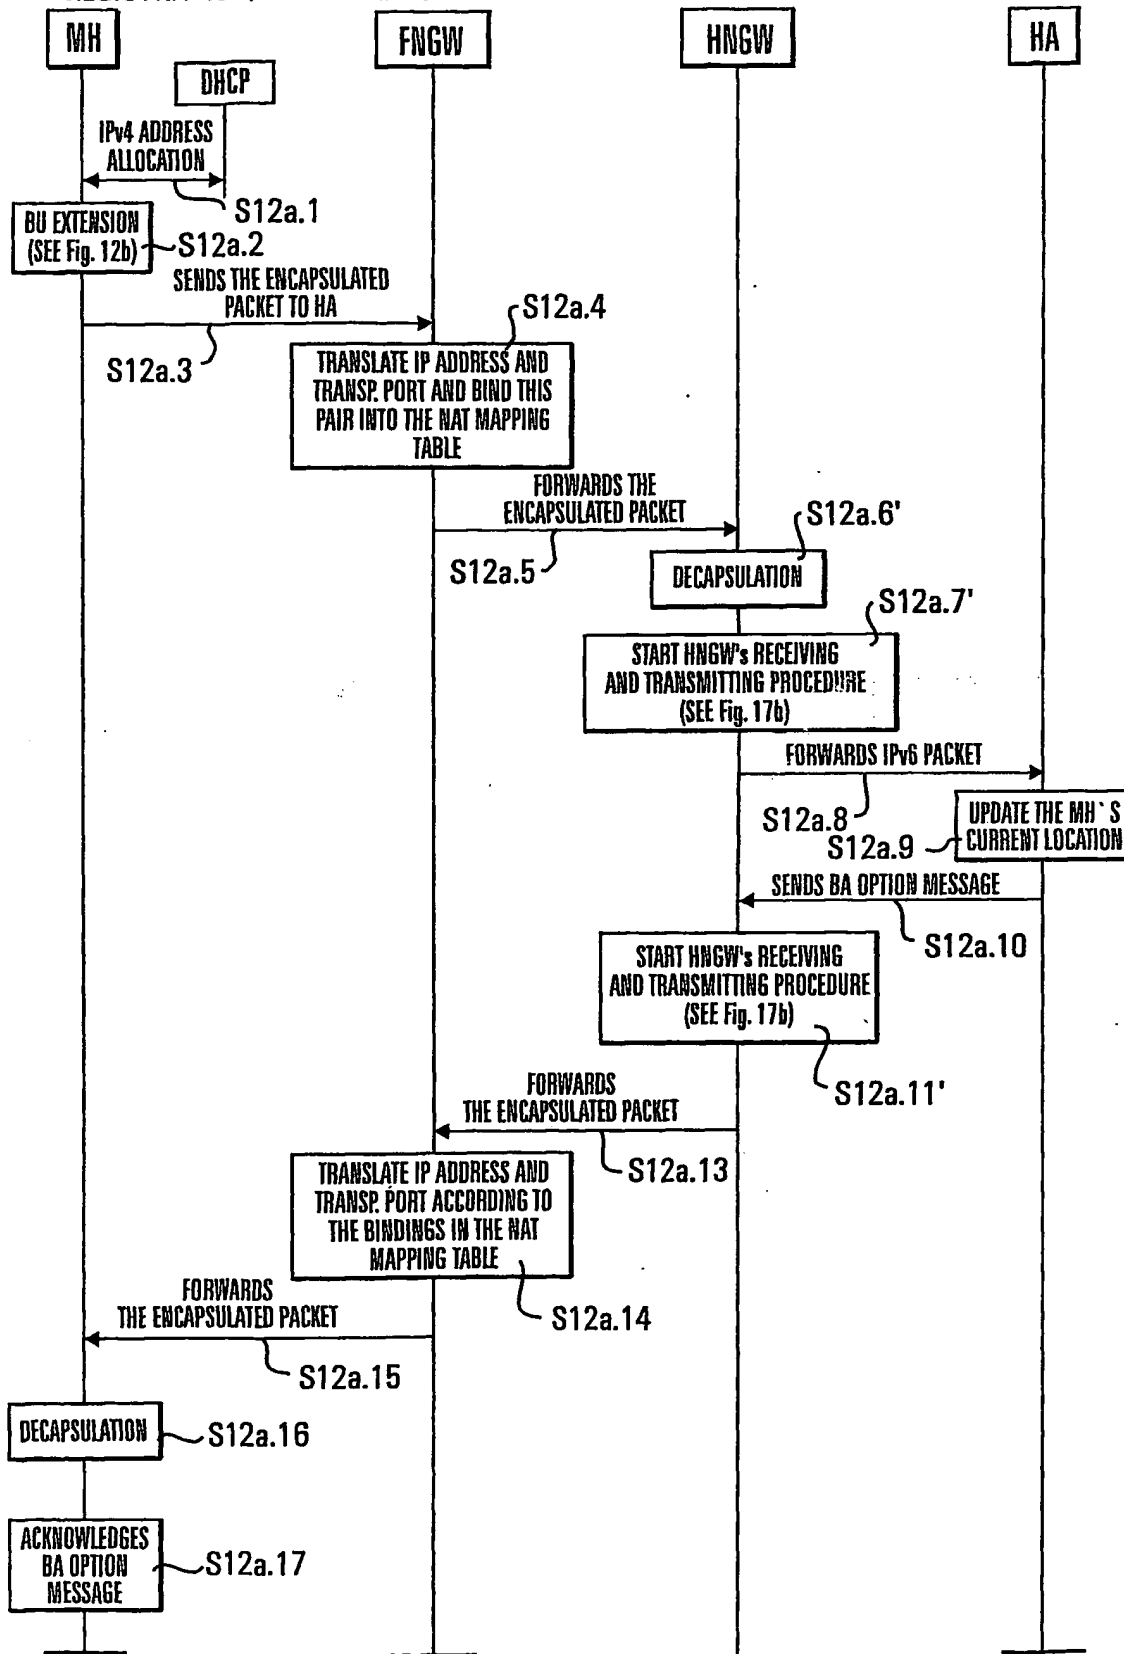 MH
FNGW
HNGW
HA
DHCP
IPv4 ADDRESS
ALLOCATION
S12a.1
BU EXTENSION
(SEE Fig. 12b)
S12a.2
SENDS THE ENCAPSULATED
PACKET TO HA
S12a.3
S12a.4
TRANSLATE IP ADDRESS AND
TRANSP. PORT AND BIND THIS
PAIR INTO THE NAT MAPPING
TABLE
FORWARDS THE
ENCAPSULATED PACKET
S12a.5
S12a.6'
DECAPSULATION
S12a.7'
START HNGW's RECEIVING
AND TRANSMITTING PROCEDURE
(SEE Fig. 17b)
FORWARDS IPv6 PACKET
S12a.8
UPDATE THE MH`S
CURRENT LOCATION
S12a.9
SENDS BA OPTION MESSAGE
S12a.10
START HNGW's RECEIVING
AND TRANSMITTING PROCEDURE
(SEE Fig. 17b)
S12a.11'
FORWARDS
THE ENCAPSULATED PACKET
S12a.13
TRANSLATE IP ADDRESS AND
TRANSP. PORT ACCORDING TO
THE BINDINGS IN THE NAT
MAPPING TABLE
S12a.14
FORWARDS
THE ENCAPSULATED PACKET
S12a.15
DECAPSULATION
S12a.16
ACKNOWLEDGES
BA OPTION
MESSAGE
S12a.17